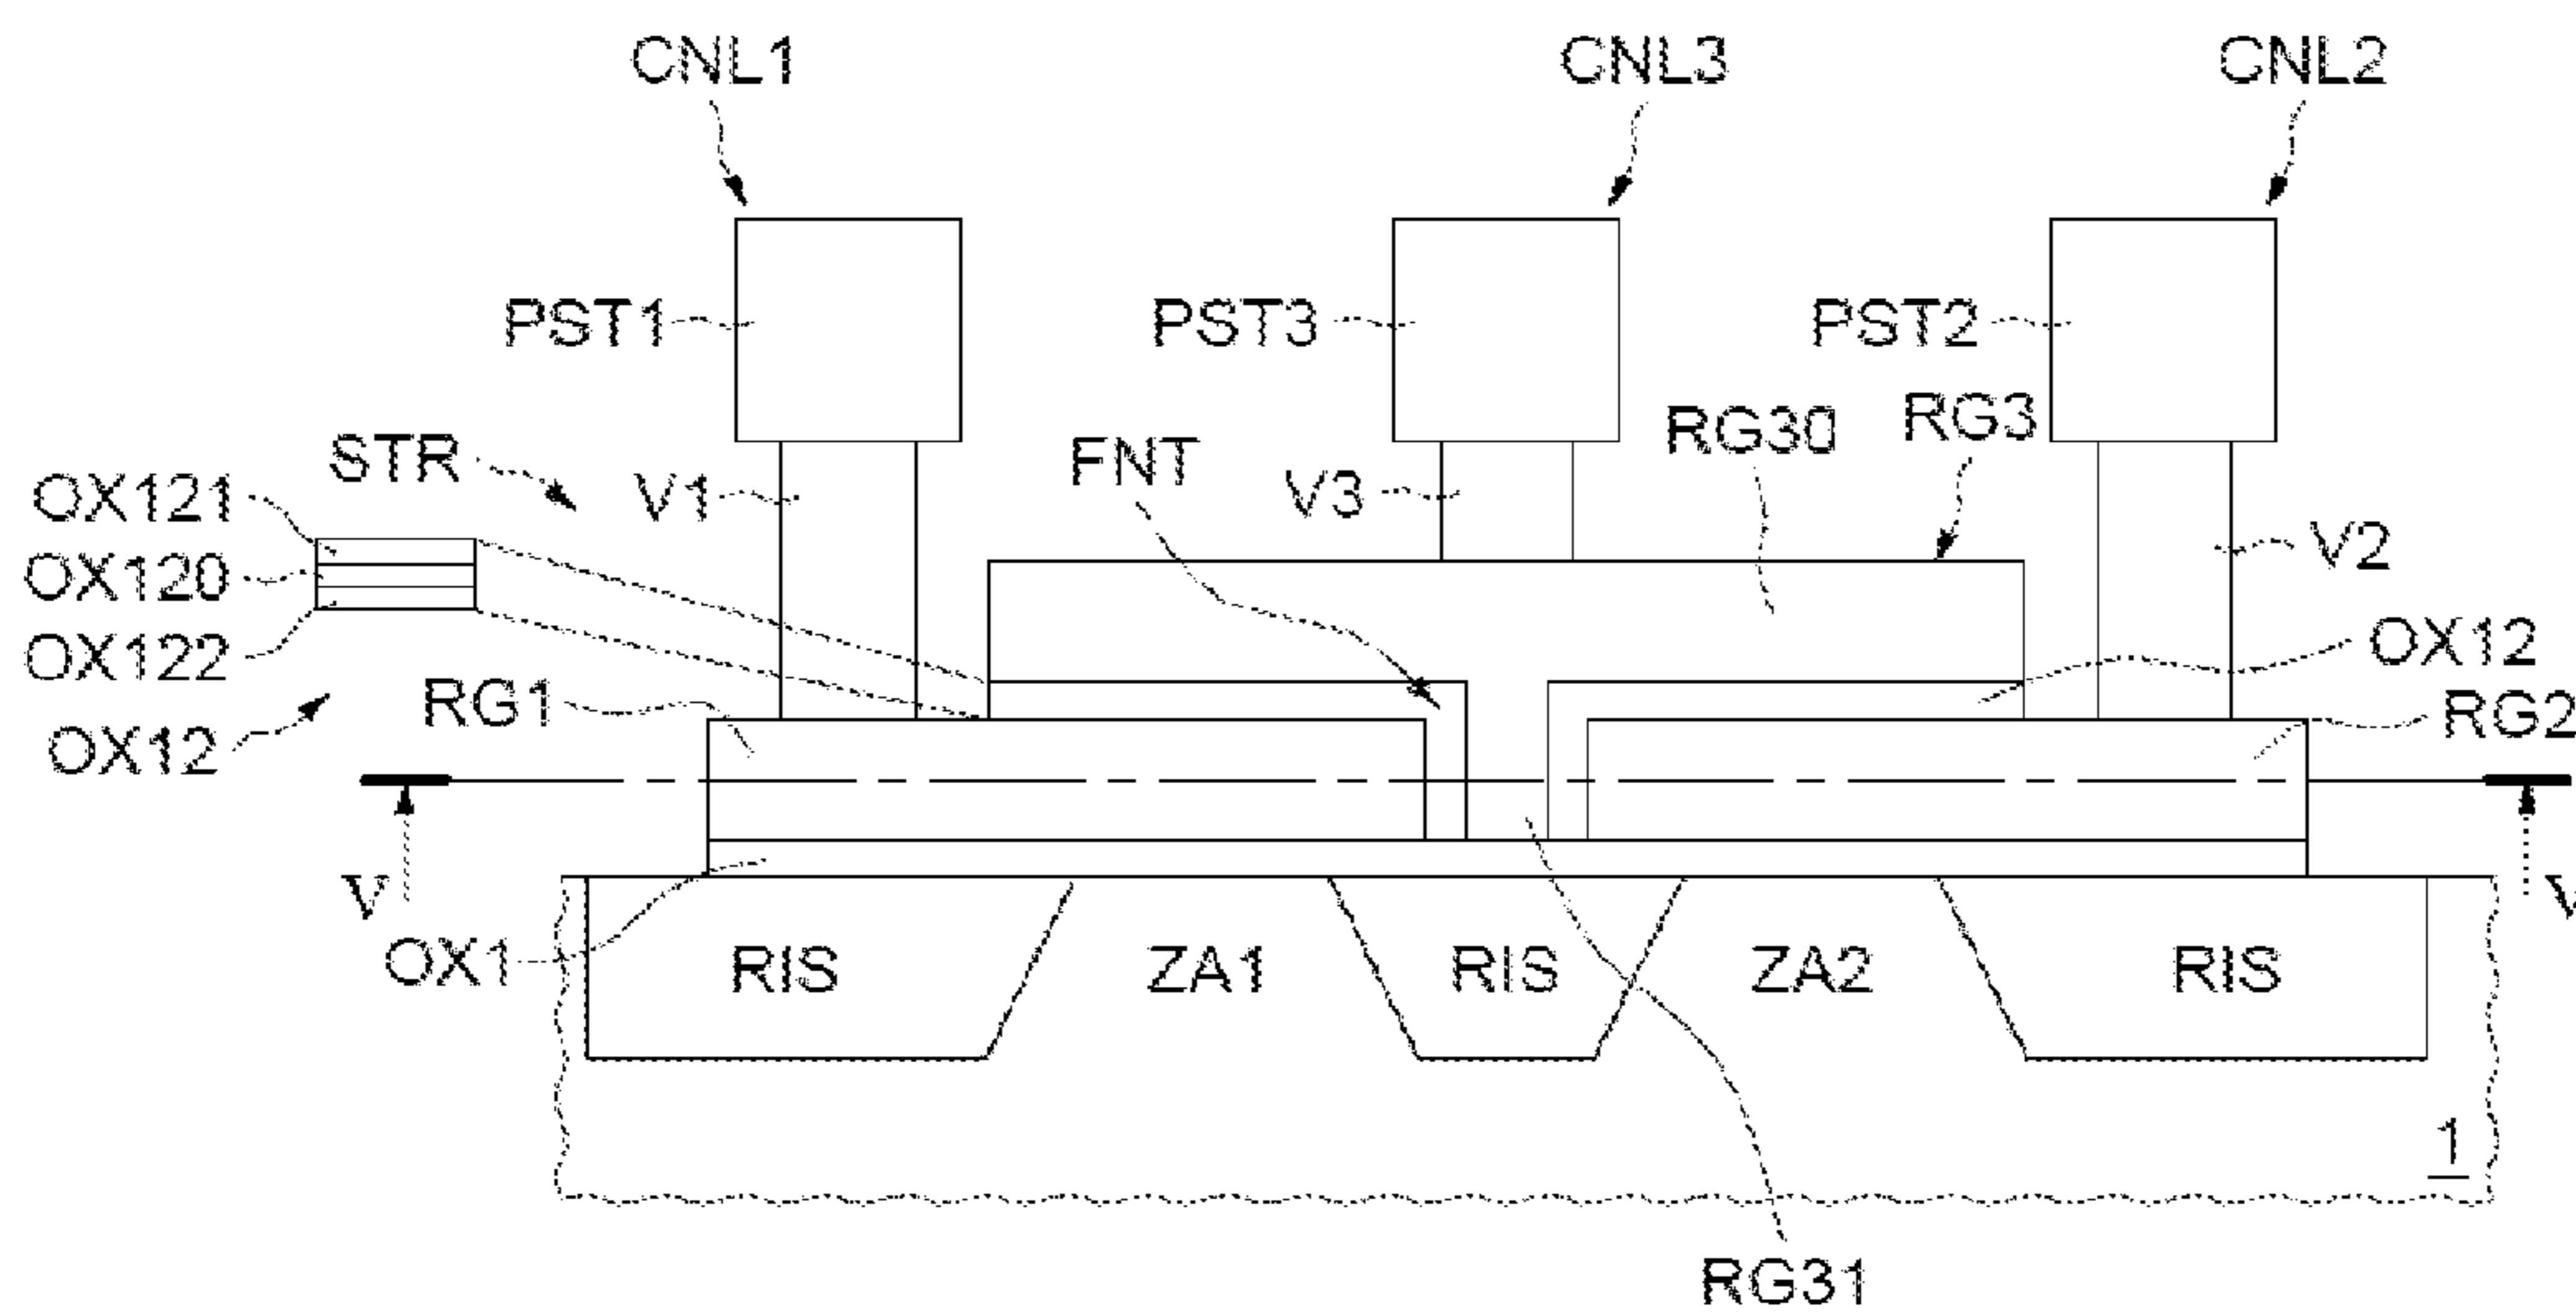 CNL1 CNL3 CNL2
PST1 PST3 PST2
RG30 RG3
STR FNT
OX121 V1 V3
OX120 V2
OX122 OX12
RG1 RG2
OX12
V V
OX1 RIS ZA1 RIS ZA2 RIS
1
RG31